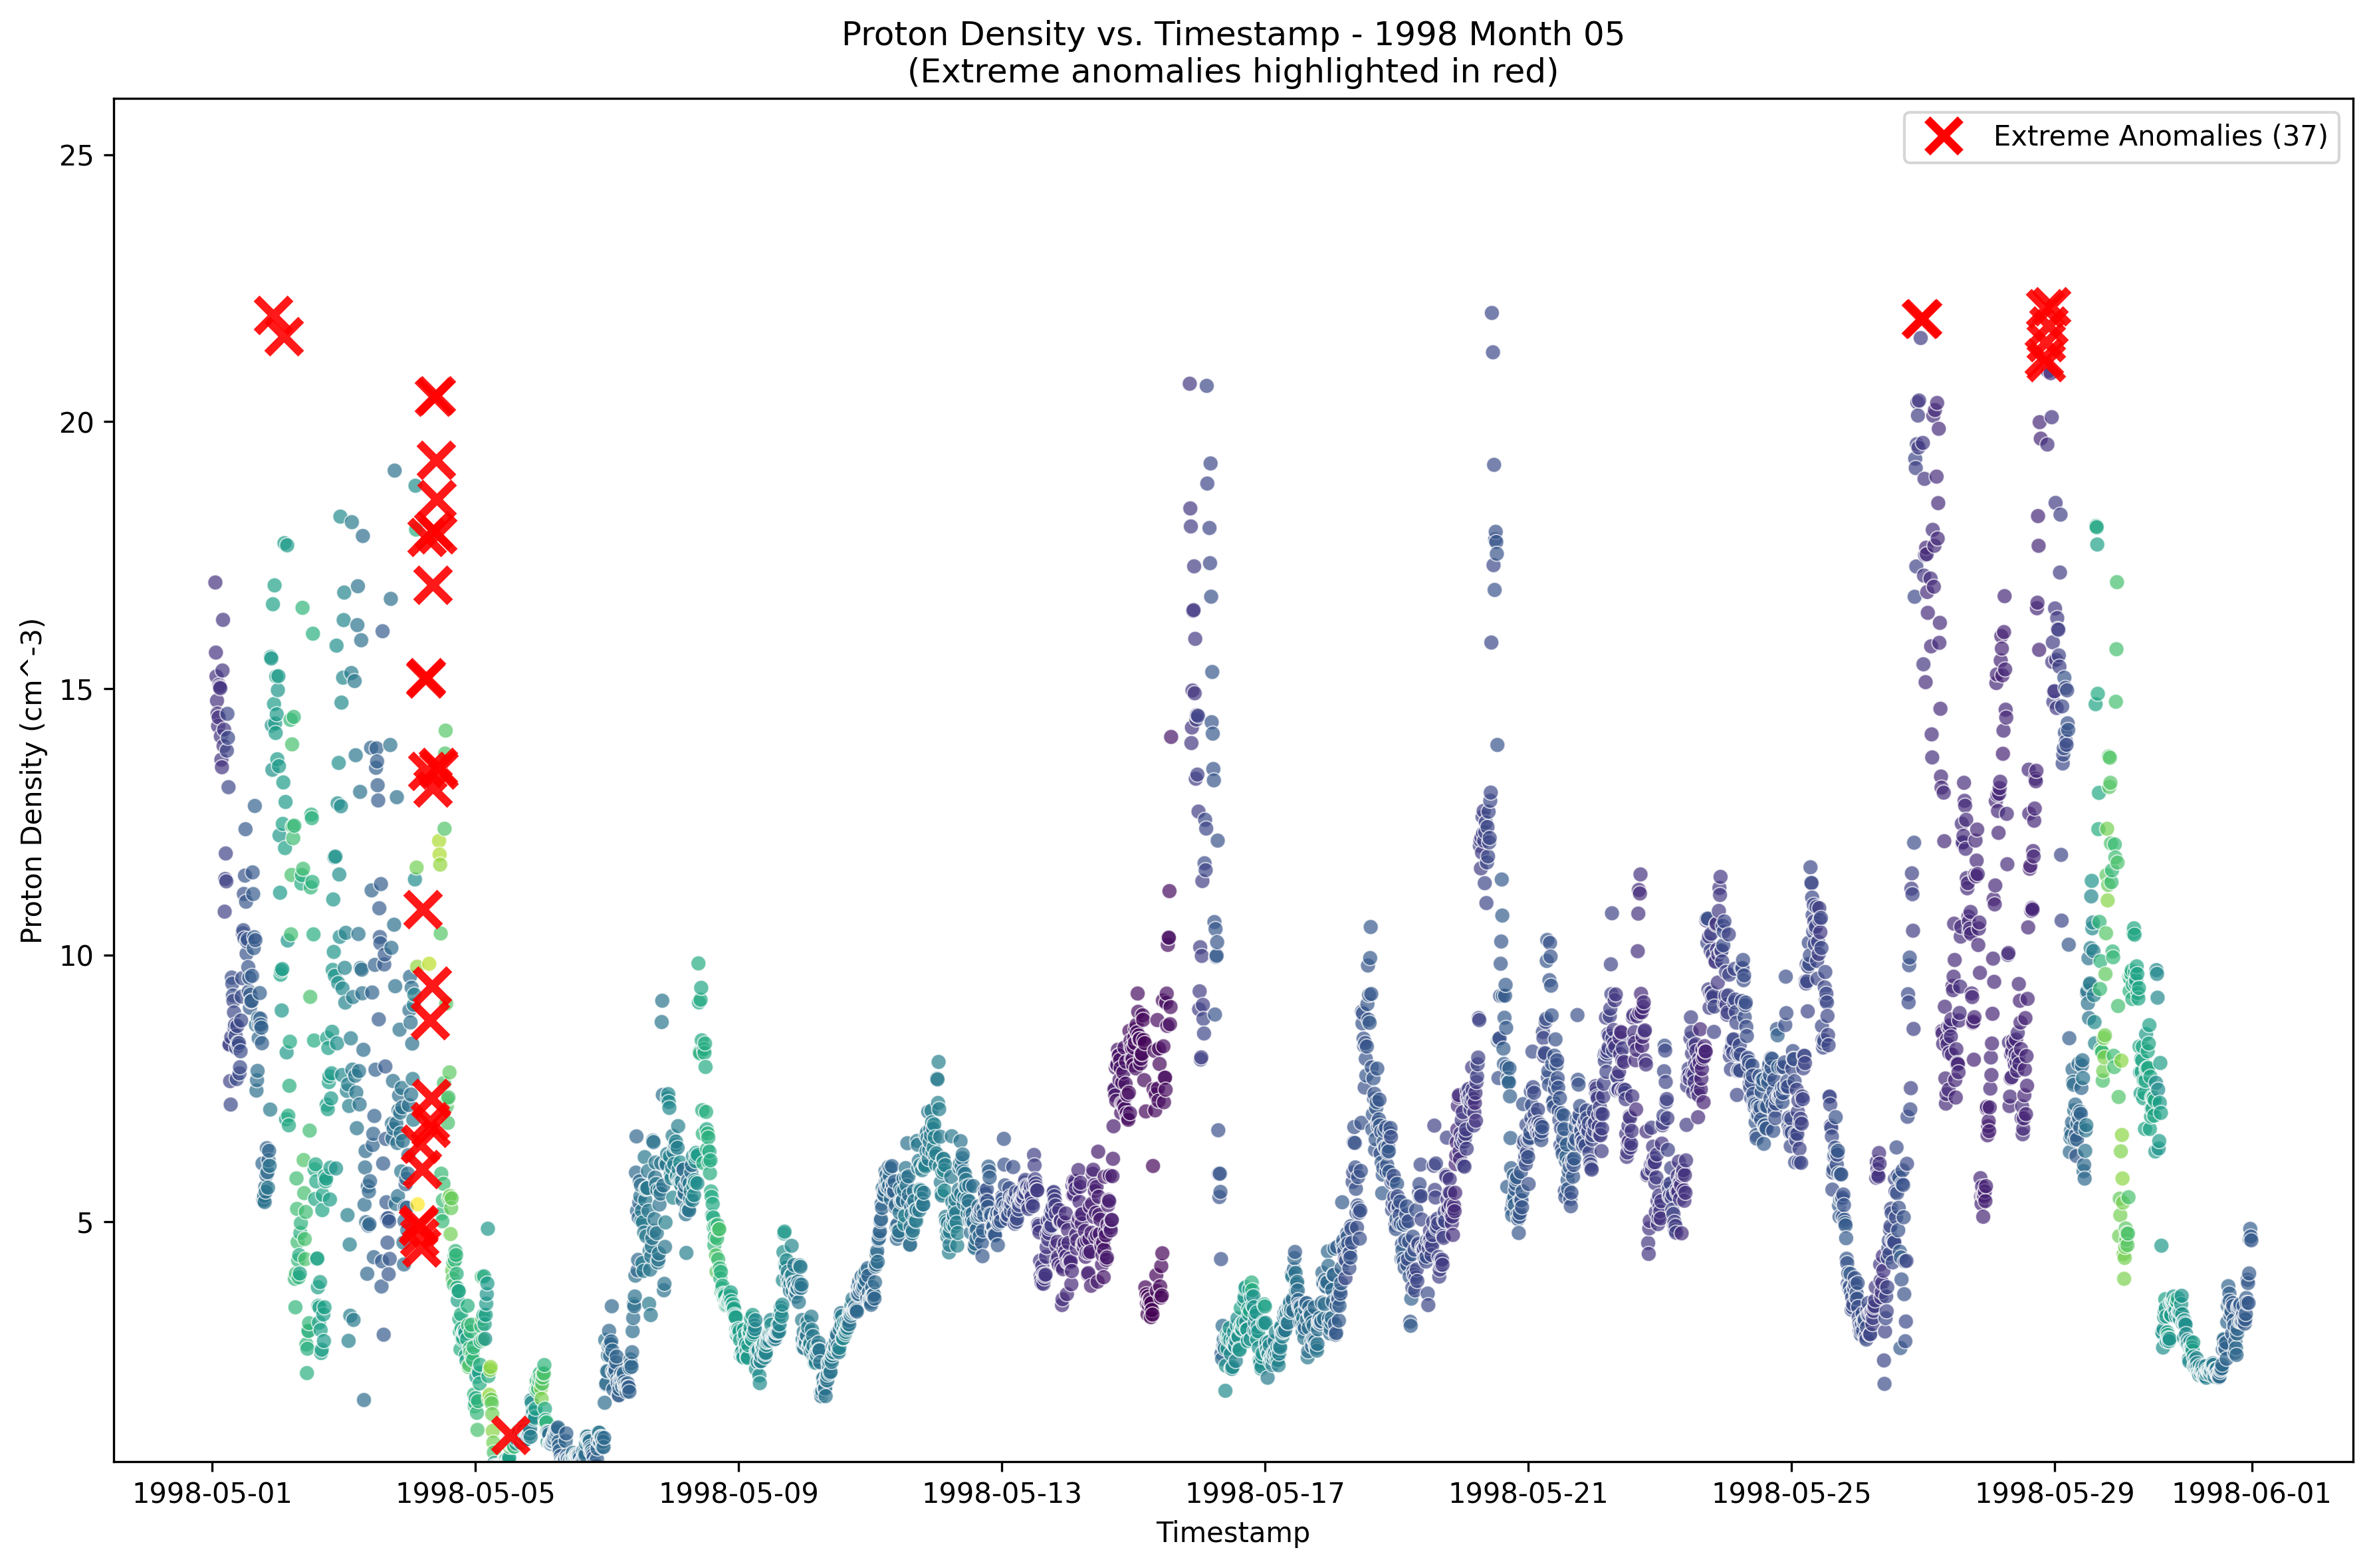 Proton Density vs. Timestamp - 1998 Month 05
(Extreme anomalies highlighted in red)
Extreme Anomalies (37)
Proton Density (cm^-3)
25
20
15
10
5
1998-05-01
1998-05-05
1998-05-09
1998-05-13
1998-05-17
1998-05-21
1998-05-25
1998-05-29
1998-06-01
Timestamp